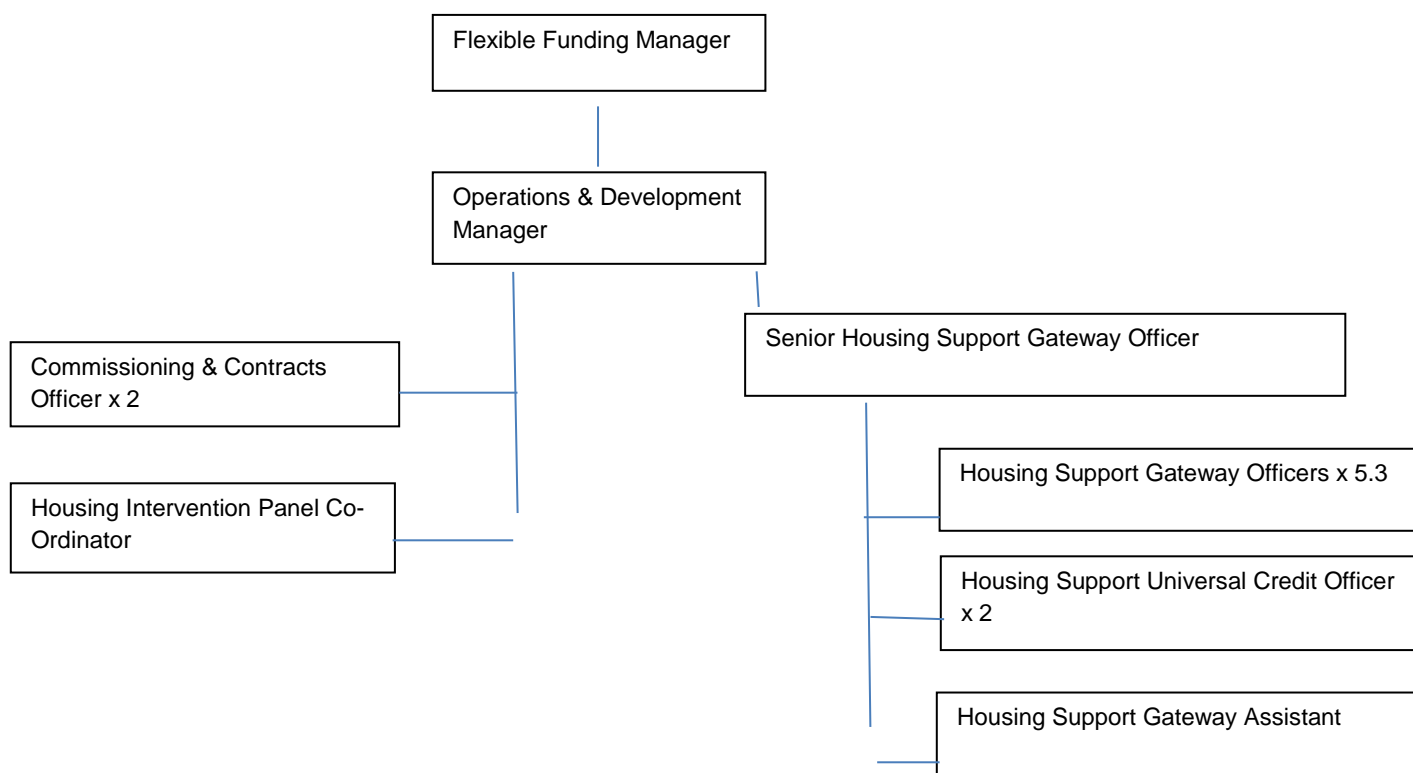 Flexible Funding Manager
Operations & Development
Manager
Senior Housing Support Gateway Officer
Commissioning & Contracts
Officer x 2
Housing Intervention Panel Co-
Ordinator
Housing Support Gateway Officers x 5.3
Housing Support Universal Credit Officer
x 2
Housing Support Gateway Assistant